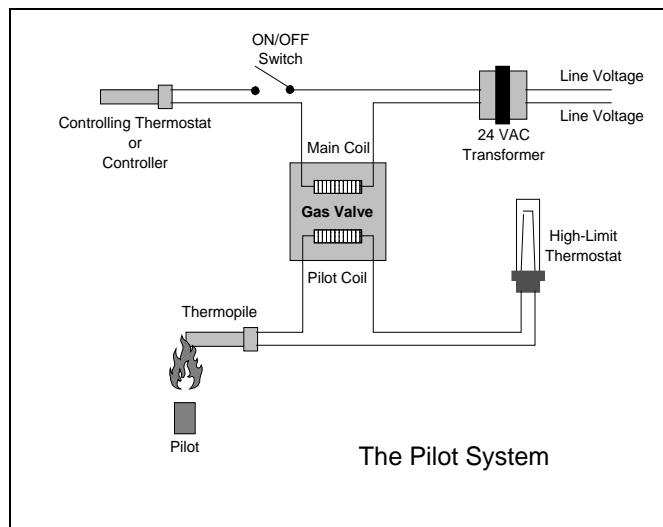 ON/OFF
Switch
Line Voltage
Line Voltage
Controlling Thermostat
or
Controller
Main Coil
24 VAC
Transformer
Gas Valve
High-Limit
Thermostat
Pilot Coil
Thermopile
Pilot
The Pilot System